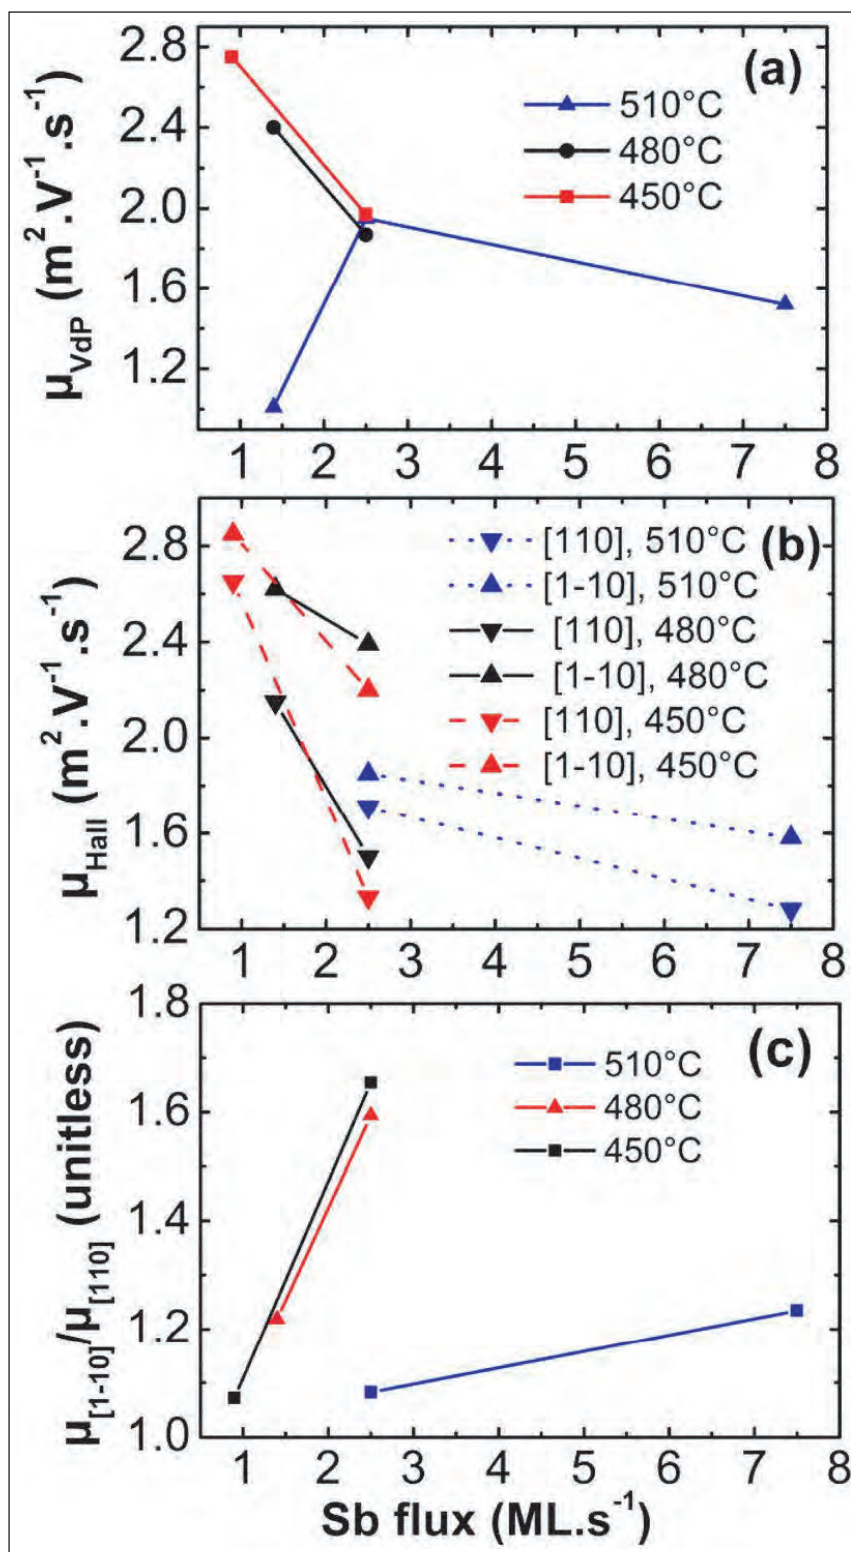 (a)
μVdP (m².V⁻¹.s⁻¹)
2.8
2.4
2.0
1.6
1.2
510°C
480°C
450°C
1 2 3 4 5 6 7 8
(b)
μHall (m².V⁻¹.s⁻¹)
2.8
2.4
2.0
1.6
1.2
[110], 510°C
[1-10], 510°C
[110], 480°C
[1-10], 480°C
[110], 450°C
[1-10], 450°C
1 2 3 4 5 6 7 8
(c)
μ[1-10]/μ[110] (unitless)
1.8
1.6
1.4
1.2
1.0
510°C
480°C
450°C
1 2 3 4 5 6 7 8
Sb flux (ML.s⁻¹)